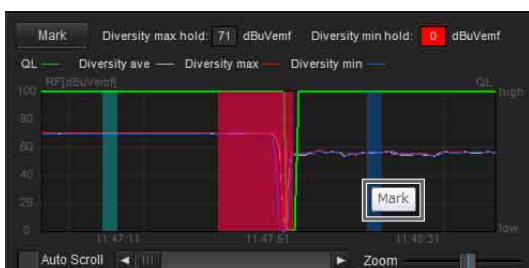 Mark Diversity max hold: 71 dBuVemf Diversity min hold: 0 dBuVemf
QL Diversity ave Diversity max Diversity min
RF[dBuVemf] QL
100 high
80
60
40
Mark
20
0 low
11:47:11 11:47:51 11:48:31
Auto Scroll Zoom